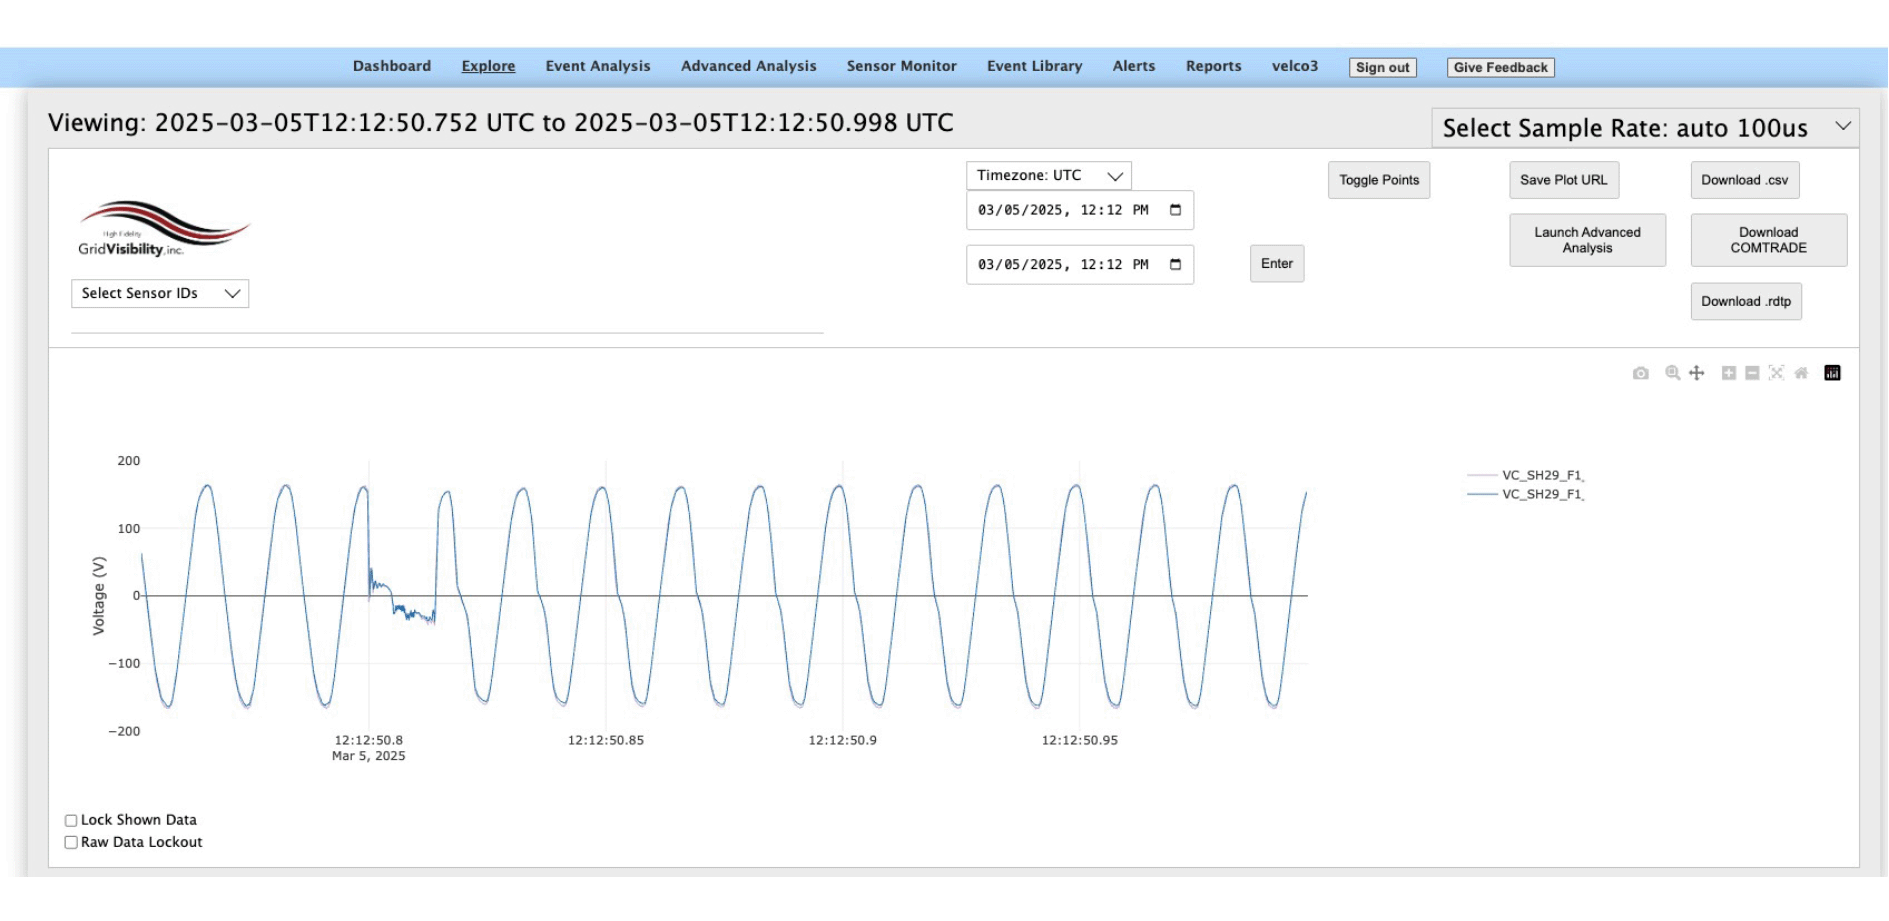 Dashboard Explore Event Analysis Advanced Analysis Sensor Monitor Event Library Alerts Reports velco3 Sign out Give Feedback
Viewing: 2025-03-05T12:12:50.752 UTC to 2025-03-05T12:12:50.998 UTC
Select Sample Rate: auto 100us
Timezone: UTC
03/05/2025, 12:12 PM
03/05/2025, 12:12 PM
Enter
Toggle Points
Save Plot URL
Download .csv
Launch Advanced
Analysis
Download
COMTRADE
Download .rdtp
High Fidelity
GridVisibility,inc.
Select Sensor IDs
200
100
0
−100
−200
Voltage (V)
12:12:50.8
Mar 5, 2025
12:12:50.85
12:12:50.9
12:12:50.95
VC_SH29_F1_
VC_SH29_F1_
Lock Shown Data
Raw Data Lockout